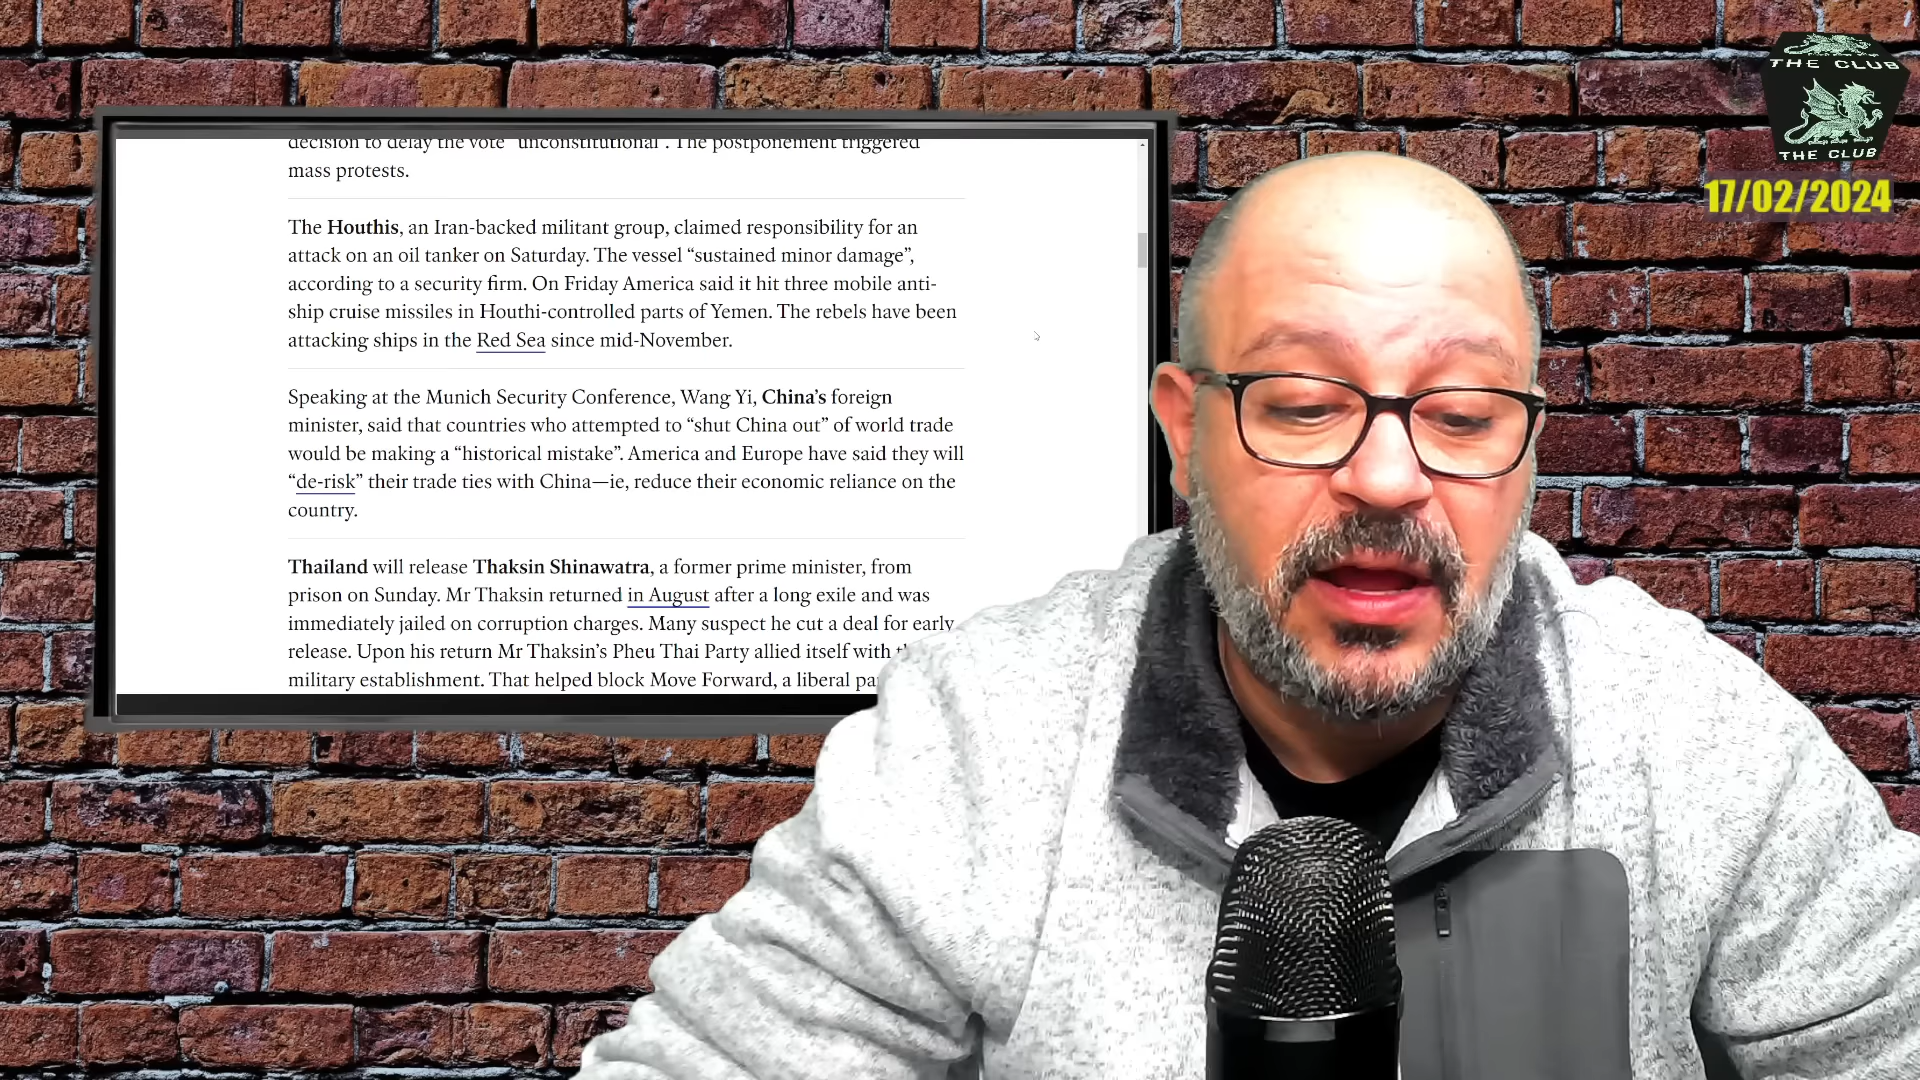 decision to delay the vote "unconstitutional". The postponement triggered
mass protests.
The Houthis, an Iran-backed militant group, claimed responsibility for an
attack on an oil tanker on Saturday. The vessel “sustained minor damage”,
according to a security firm. On Friday America said it hit three mobile anti-
ship cruise missiles in Houthi-controlled parts of Yemen. The rebels have been
attacking ships in the Red Sea since mid-November.
Speaking at the Munich Security Conference, Wang Yi, China’s foreign
minister, said that countries who attempted to “shut China out” of world trade
would be making a “historical mistake”. America and Europe have said they will
“de-risk” their trade ties with China—ie, reduce their economic reliance on the
country.
Thailand will release Thaksin Shinawatra, a former prime minister, from
prison on Sunday. Mr Thaksin returned in August after a long exile and was
immediately jailed on corruption charges. Many suspect he cut a deal for early
release. Upon his return Mr Thaksin’s Pheu Thai Party allied itself with
military establishment. That helped block Move Forward, a liberal
THE CLUB
THE CLUB
17/02/2024